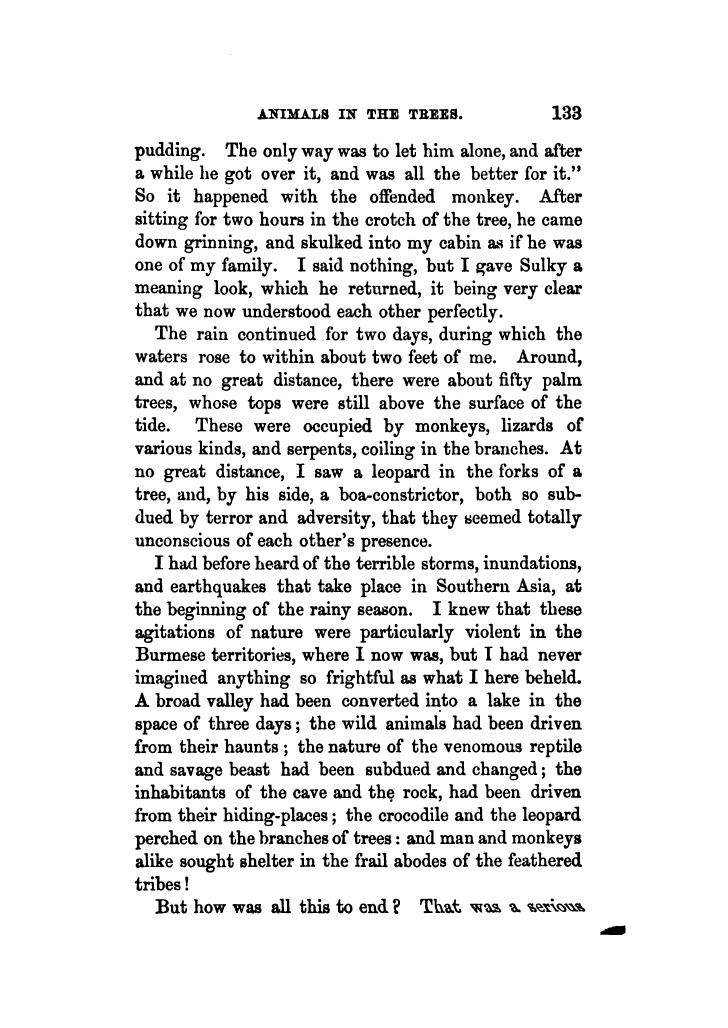 ANIMALS IN THE TREES. 133
pudding. The only way was to let him alone, and after
a while he got over it, and was all the better for it.”
So it happened with the offended monkey. After
sitting for two hours in the crotch of the tree, he came
down grinning, and skulked into my cabin as if he was
one of my family. I said nothing, but I gave Sulky a
meaning look, which he returned, it being very clear
that we now understood each other perfectly.
The rain continued for two days, during which the
waters rose to within about two feet of me. Around,
and at no great distance, there were about fifty palm
trees, whose tops were still above the surface of the
tide. These were occupied by monkeys, lizards of
various kinds, and serpents, coiling in the branches. At
no great distance, I saw a leopard in the forks of a
tree, and, by his side, a boa-constrictor, both so sub-
dued by terror and adversity, that they seemed totally
unconscious of each other's presence.
I had before heard of the terrible storms, inundations,
and earthquakes that take place in Southern Asia, at
the beginning of the rainy season. I knew that these
agitations of nature were particularly violent in the
Burmese territories, where I now was, but I had never
imagined anything so frightful as what I here beheld.
A broad valley had been converted into a lake in the
space of three days; the wild animals had been driven
from their haunts; the nature of the venomous reptile
and savage beast had been subdued and changed; the
inhabitants of the cave and the rock, had been driven
from their hiding-places; the crocodile and the leopard
perched on the branches of trees: and man and monkeys
alike sought shelter in the frail abodes of the feathered
tribes!
But how was all this to end? That was a serious